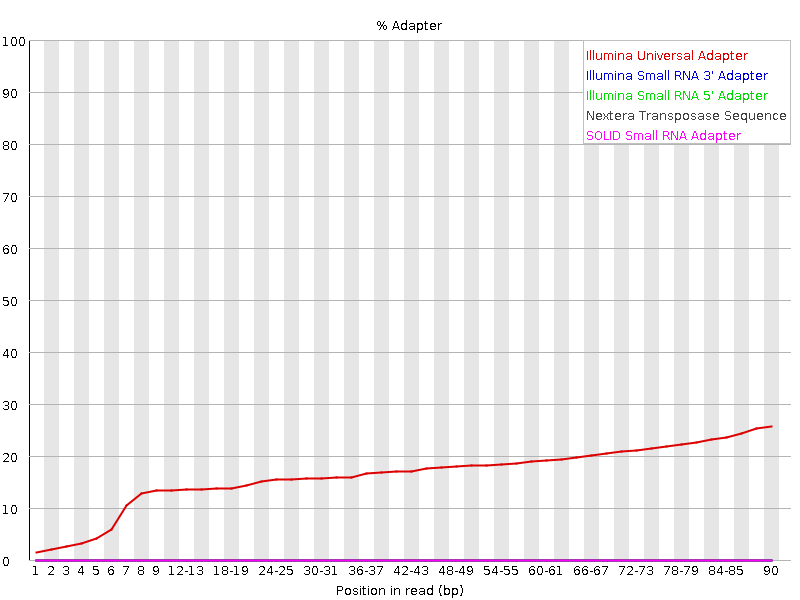 % Adapter
100
90
80
70
60
50
40
30
20
10
0
Illumina Universal Adapter
Illumina Small RNA 3' Adapter
Illumina Small RNA 5' Adapter
Nextera Transposase Sequence
SOLID Small RNA Adapter
1 2 3 4 5 6 7 8 9 12-13 18-19 24-25 30-31 36-37 42-43 48-49 54-55 60-61 66-67 72-73 78-79 84-85 90
Position in read (bp)